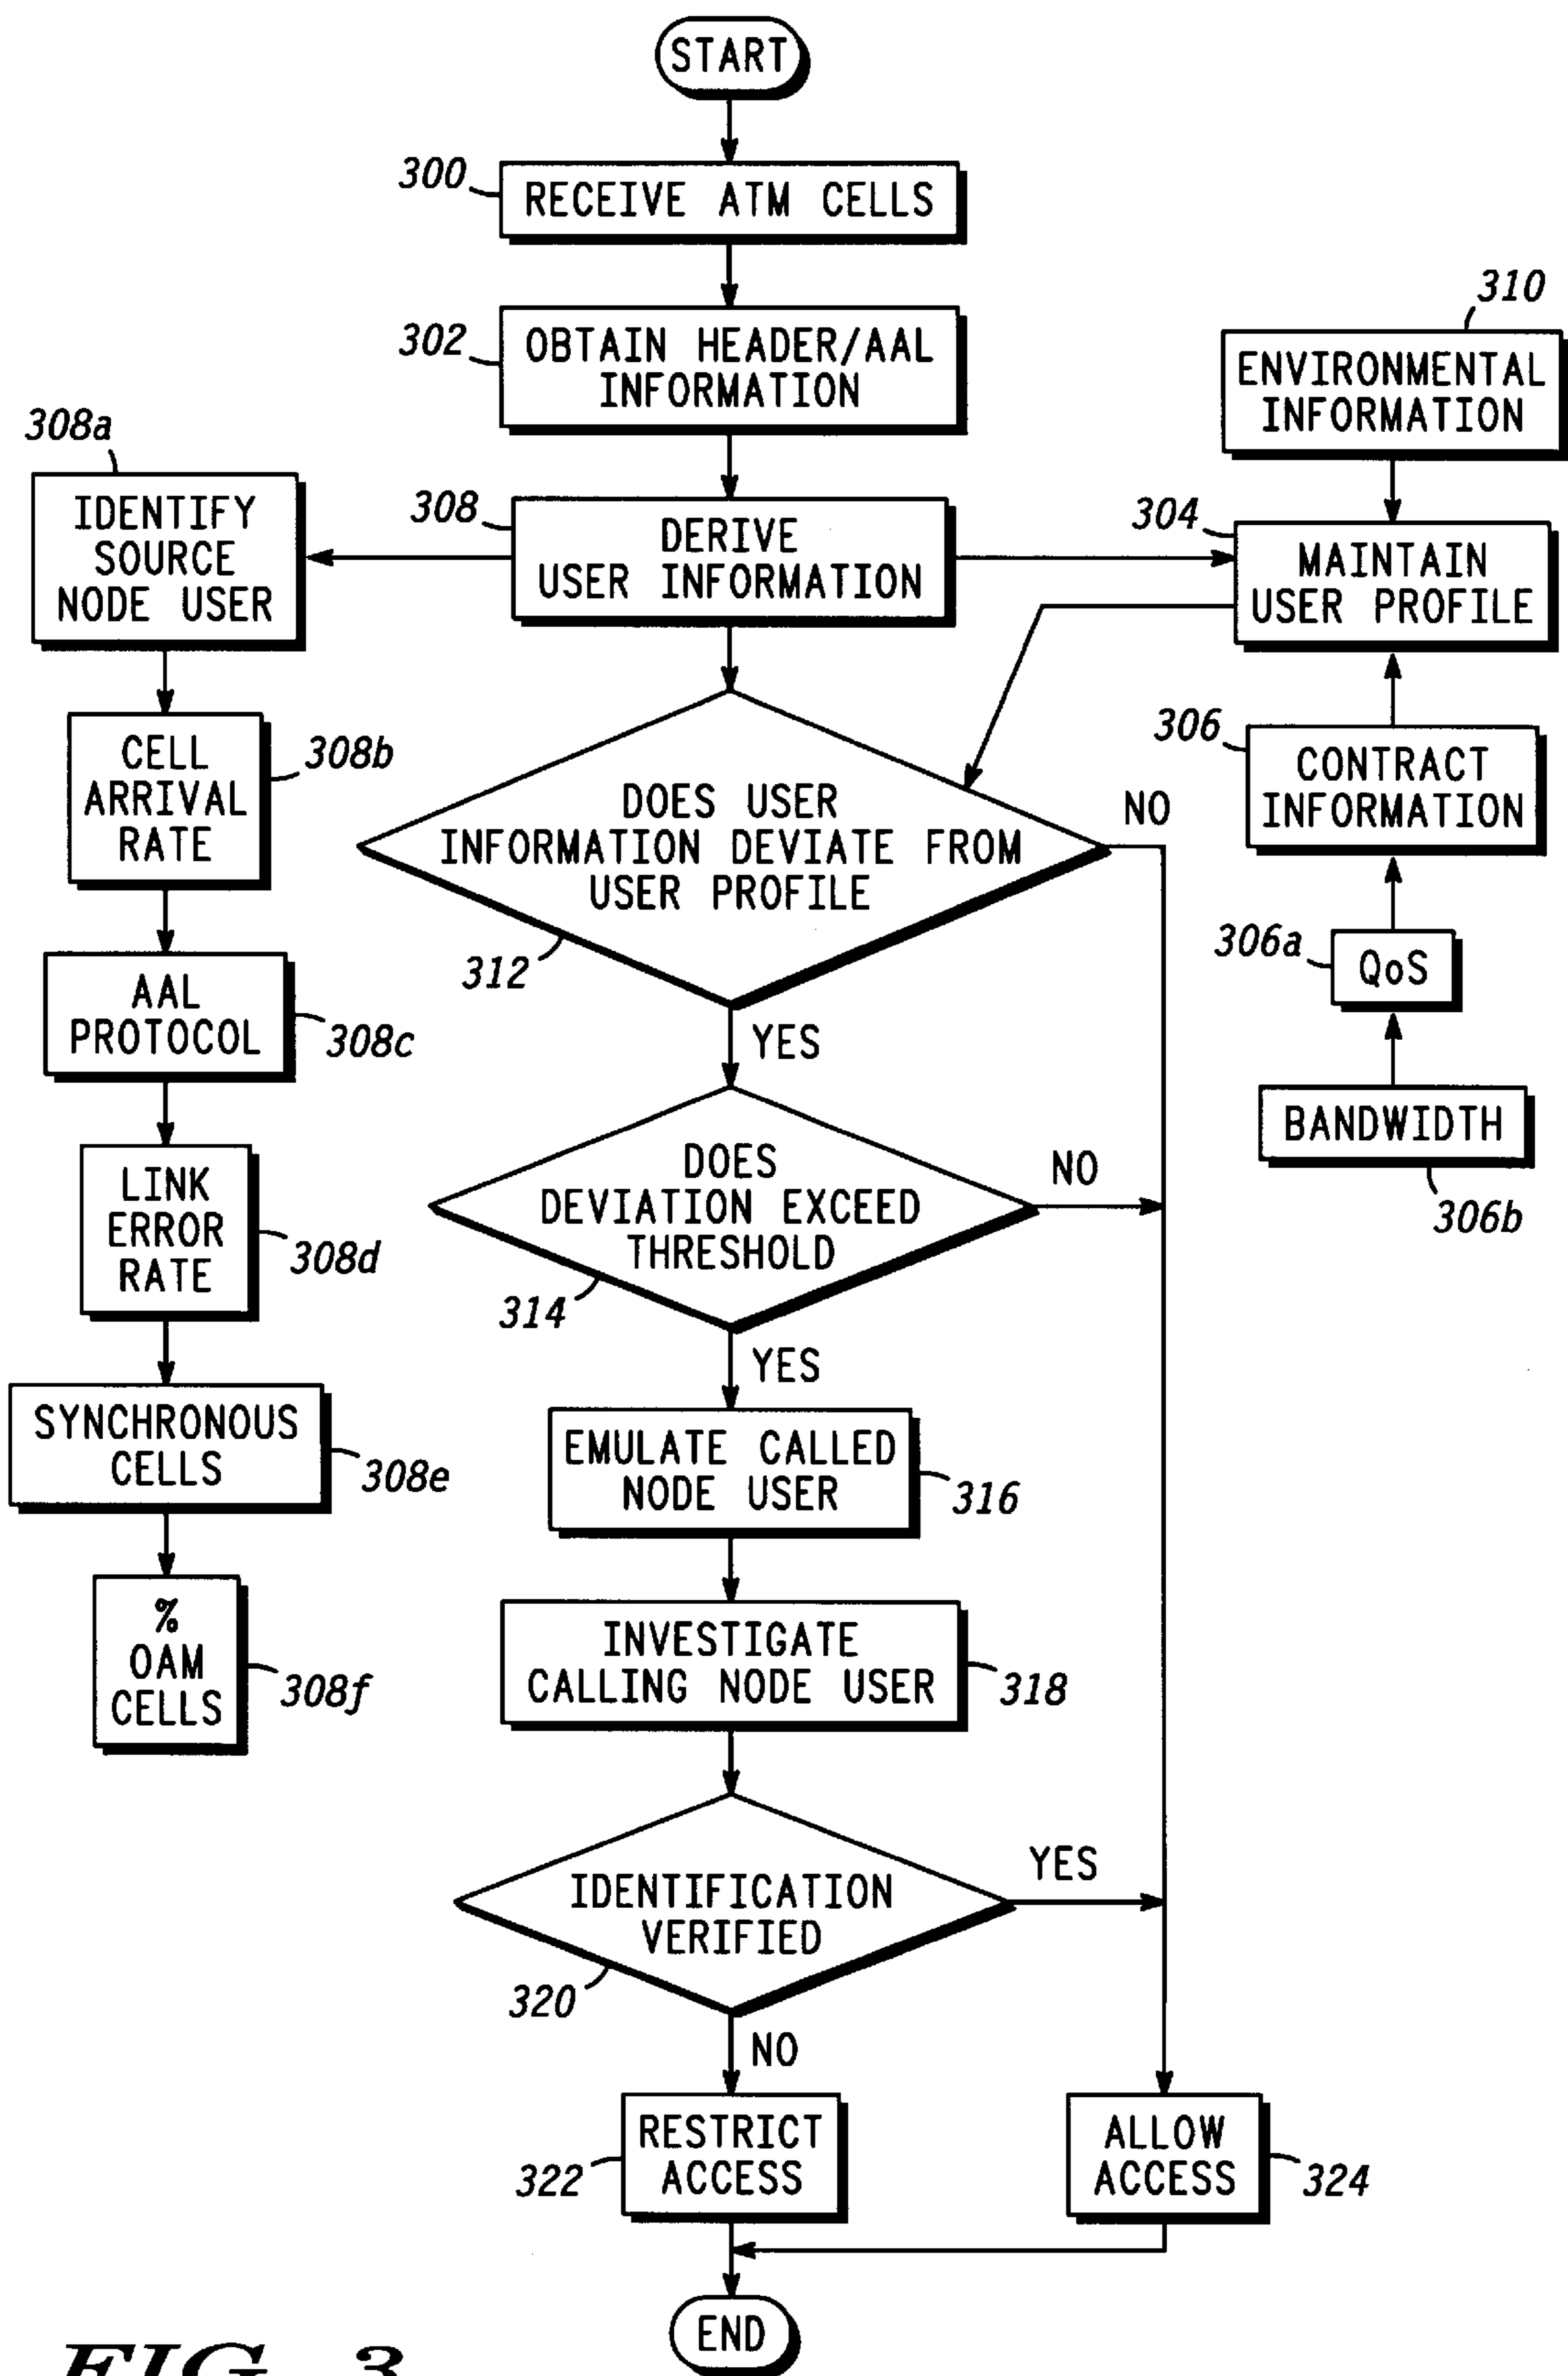 START
300
RECEIVE ATM CELLS
302
OBTAIN HEADER/AAL
INFORMATION
310
ENVIRONMENTAL
INFORMATION
308a
IDENTIFY
SOURCE
NODE USER
308
DERIVE
USER INFORMATION
304
MAINTAIN
USER PROFILE
CELL
ARRIVAL
RATE
308b
DOES USER
INFORMATION DEVIATE FROM
USER PROFILE
NO
312
306
CONTRACT
INFORMATION
306a
QoS
AAL
PROTOCOL
308c
YES
BANDWIDTH
306b
LINK
ERROR
RATE
308d
DOES
DEVIATION EXCEED
THRESHOLD
NO
314
YES
SYNCHRONOUS
CELLS
308e
EMULATE CALLED
NODE USER
316
%
OAM
CELLS
308f
INVESTIGATE
CALLING NODE USER
318
IDENTIFICATION
VERIFIED
YES
320
NO
RESTRICT
ACCESS
322
ALLOW
ACCESS
324
END
FIG. 3